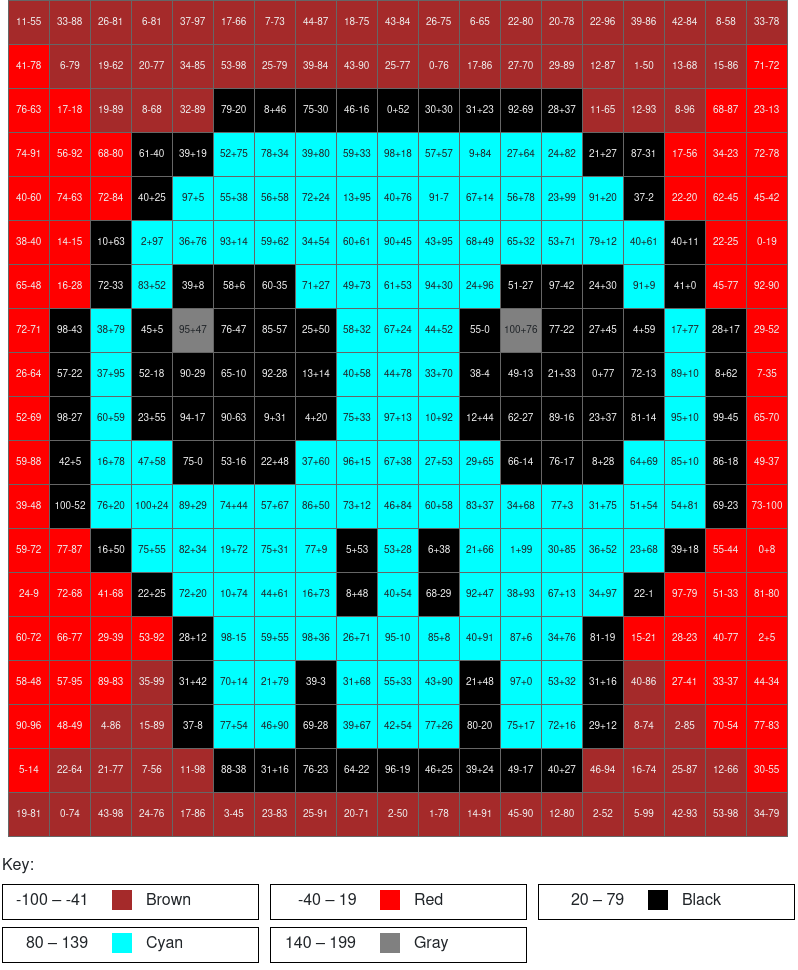 11-55 33-88 26-81 6-81 37-97 17-66 7-73 44-87 18-75 43-84 26-75 6-65 22-80 20-78 22-96 39-86 42-84 8-58 33-78
41-78 6-79 19-62 20-77 34-85 53-98 25-79 39-84 43-90 25-77 0-76 17-86 27-70 29-89 12-87 1-50 13-68 15-86 71-72
76-63 17-18 19-89 8-68 32-89 79-20 8+46 75-30 46-16 0+52 30+30 31+23 92-69 28+37 11-65 12-93 8-96 68-87 23-13
74-91 56-92 68-80 61-40 39+19 52+75 78+34 39+80 59+33 98+18 57+57 9+84 27+64 24+82 21+27 87-31 17-56 34-23 72-78
40-60 74-63 72-84 40+25 97+5 55+38 56+58 72+24 13+95 40+76 91-7 67+14 56+78 23+99 91+20 37-2 22-20 62-45 45-42
38-40 14-15 10+63 2+97 36+76 93+14 59+62 34+54 60+61 90+45 43+95 68+49 65+32 53+71 79+12 40+61 40+11 22-25 0-19
65-48 16-28 72-33 83+52 39+8 58+6 60-35 71+27 49+73 61+53 94+30 24+96 51-27 97-42 24+30 91+9 41+0 45-77 92-90
72-71 98-43 38+79 45+5 95+47 76-47 85-57 25+50 58+32 67+24 44+52 55-0 100+76 77-22 27+45 4+59 17+77 28+17 29-52
26-64 57-22 37+95 52-18 90-29 65-10 92-28 13+14 40+58 44+78 33+70 38-4 49-13 21+33 0+77 72-13 89+10 8+62 7-35
52-69 98-27 60+59 23+55 94-17 90-63 9+31 4+20 75+33 97+13 10+92 12+44 62-27 89-16 23+37 81-14 95+10 99-45 65-70
59-88 42+5 16+78 47+58 75-0 53-16 22+48 37+60 96+15 67+38 27+53 29+65 66-14 76-17 8+28 64+69 85+10 86-18 49-37
39-48 100-52 76+20 100+24 89+29 74+44 57+67 86+50 73+12 46+84 60+58 83+37 34+68 77+3 31+75 51+54 54+81 69-23 73-100
59-72 77-87 16+50 75+55 82+34 19+72 75+31 77+9 5+53 53+28 6+38 21+66 1+99 30+85 36+52 23+68 39+18 55-44 0+8
24-9 72-68 41-68 22+25 72+20 10+74 44+61 16+73 8+48 40+54 68-29 92+47 38+93 67+13 34+97 22-1 97-79 51-33 81-80
60-72 66-77 29-39 53-92 28+12 98-15 59+55 98+36 26+71 95-10 85+8 40+91 87+6 34+76 81-19 15-21 28-23 40-77 2+5
58-48 57-95 89-83 35-99 31+42 70+14 21+79 39-3 31+68 55+33 43+90 21+48 97+0 53+32 31+16 40-86 27-41 33-37 44-34
90-96 48-49 4-86 15-89 37-8 77+54 46+90 69-28 39+67 42+54 77+26 80-20 75+17 72+16 29+12 8-74 2-85 70-54 77-83
5-14 22-64 21-77 7-56 11-98 88-38 31+16 76-23 64-22 96-19 46+25 39+24 49-17 40+27 46-94 16-74 25-87 12-66 30-55
19-81 0-74 43-98 24-76 17-86 3-45 23-83 25-91 20-71 2-50 1-78 14-91 45-90 12-80 2-52 5-99 42-93 53-98 34-79
Key:
-100 – -41 Brown -40 – 19 Red 20 – 79 Black
80 – 139 Cyan 140 – 199 Gray